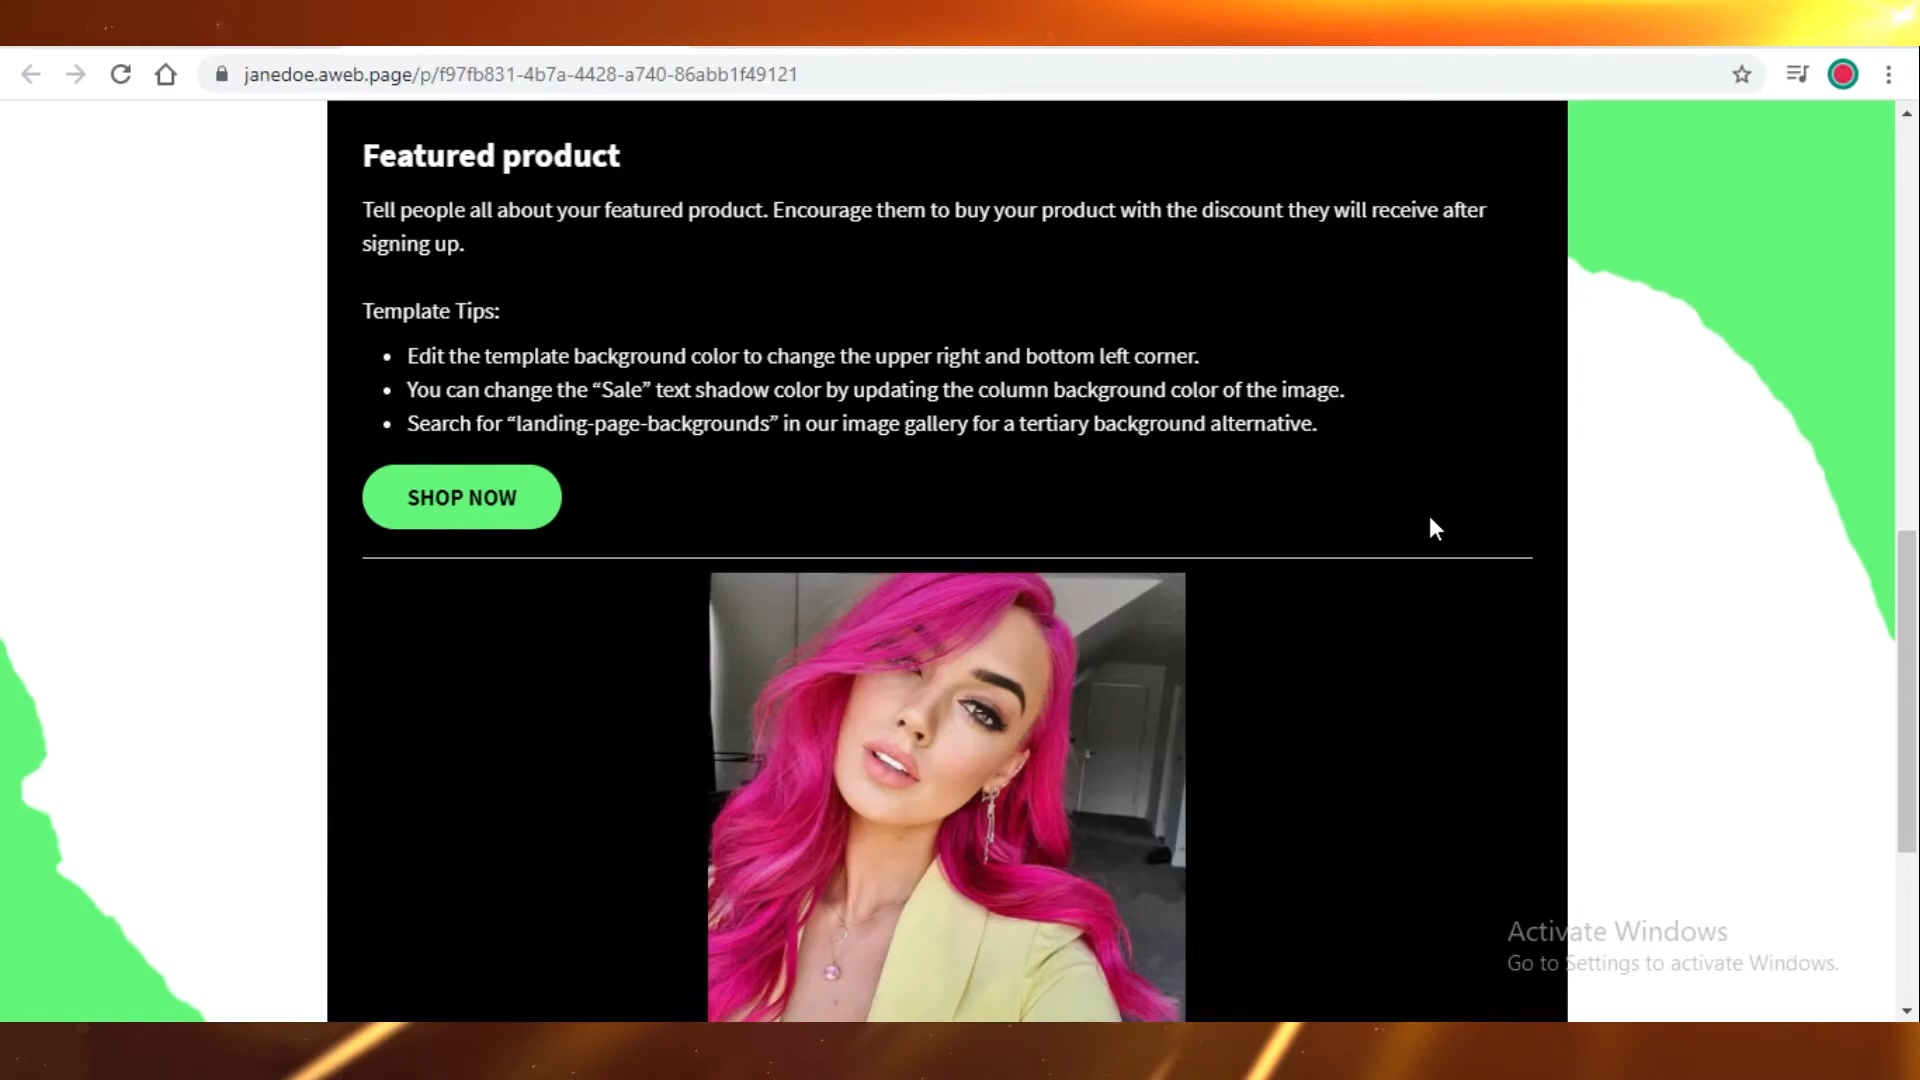 janedoe.aweb.page/p/f97fb831-4b7a-4428-a740-86abb1f49121
Featured product
Tell people all about your featured product. Encourage them to buy your product with the discount they will receive after
signing up.
Template Tips:
• Edit the template background color to change the upper right and bottom left corner.
• You can change the “Sale” text shadow color by updating the column background color of the image.
• Search for “landing-page-backgrounds” in our image gallery for a tertiary background alternative.
SHOP NOW
Activate Windows
Go to Settings to activate Windows.